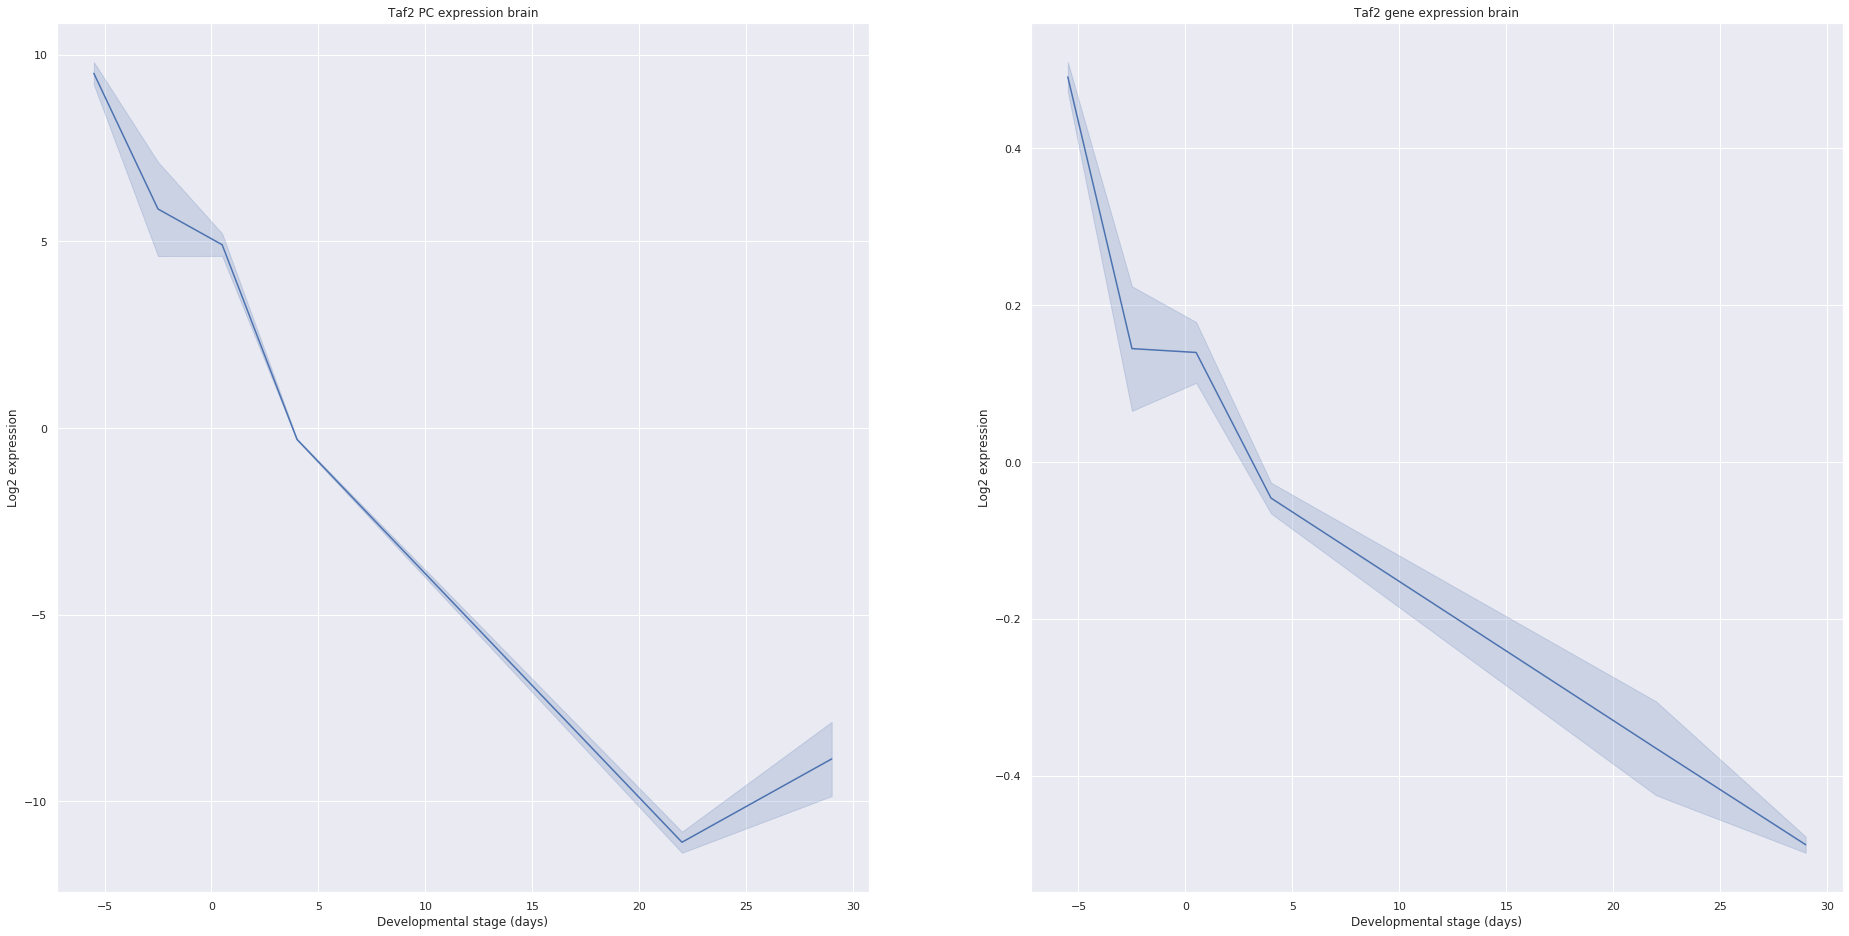 Taf2 PC expression brain
10
5
0
−5
−10
Log2 expression
−5 0 5 10 15 20 25 30
Developmental stage (days)
Taf2 gene expression brain
0.4
0.2
0.0
−0.2
−0.4
Log2 expression
−5 0 5 10 15 20 25 30
Developmental stage (days)